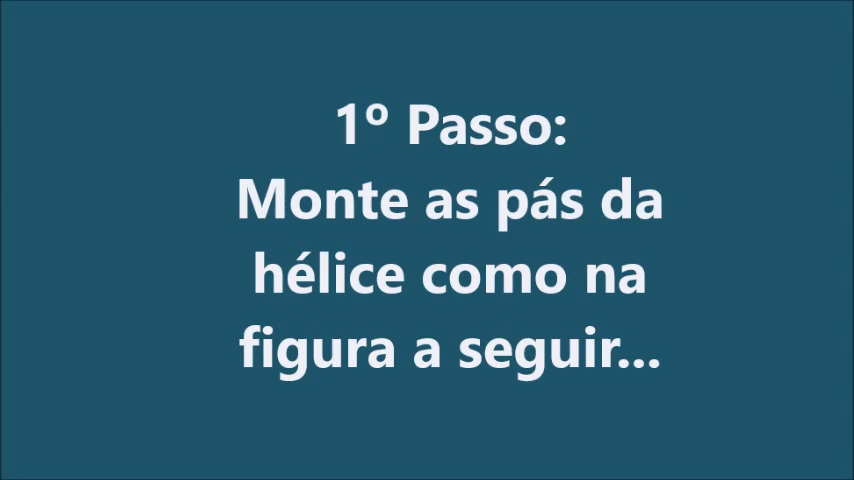 1º Passo:
Monte as pás da
hélice como na
figura a seguir...